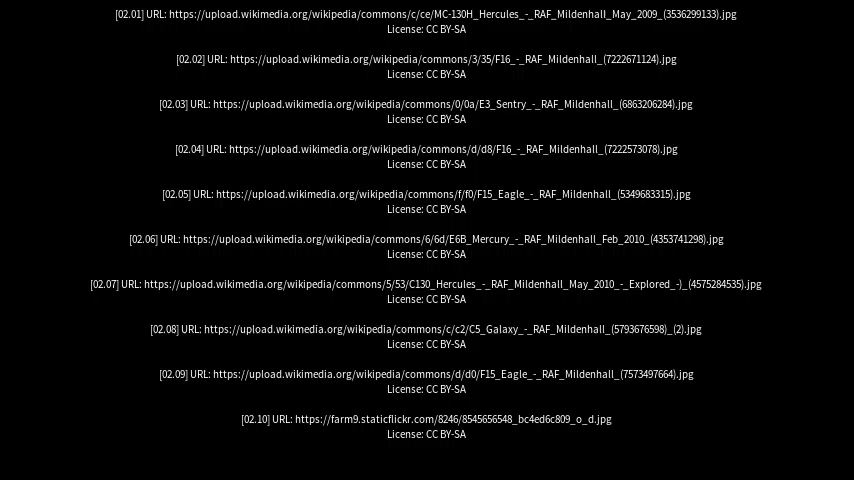 [02.01] URL: https://upload.wikimedia.org/wikipedia/commons/c/ce/MC-130H_Hercules_-_RAF_Mildenhall_May_2009_(3536299133).jpg
License: CC BY-SA
[02.02] URL: https://upload.wikimedia.org/wikipedia/commons/3/35/F16_-_RAF_Mildenhall_(7222671124).jpg
License: CC BY-SA
[02.03] URL: https://upload.wikimedia.org/wikipedia/commons/0/0a/E3_Sentry_-_RAF_Mildenhall_(6863206284).jpg
License: CC BY-SA
[02.04] URL: https://upload.wikimedia.org/wikipedia/commons/d/d8/F16_-_RAF_Mildenhall_(7222573078).jpg
License: CC BY-SA
[02.05] URL: https://upload.wikimedia.org/wikipedia/commons/f/f0/F15_Eagle_-_RAF_Mildenhall_(5349683315).jpg
License: CC BY-SA
[02.06] URL: https://upload.wikimedia.org/wikipedia/commons/6/6d/E6B_Mercury_-_RAF_Mildenhall_Feb_2010_(4353741298).jpg
License: CC BY-SA
[02.07] URL: https://upload.wikimedia.org/wikipedia/commons/5/53/C130_Hercules_-_RAF_Mildenhall_May_2010_-_Explored_-)_(4575284535).jpg
License: CC BY-SA
[02.08] URL: https://upload.wikimedia.org/wikipedia/commons/c/c2/C5_Galaxy_-_RAF_Mildenhall_(5793676598)_(2).jpg
License: CC BY-SA
[02.09] URL: https://upload.wikimedia.org/wikipedia/commons/d/d0/F15_Eagle_-_RAF_Mildenhall_(7573497664).jpg
License: CC BY-SA
[02.10] URL: https://farm9.staticflickr.com/8246/8545656548_bc4ed6c809_o_d.jpg
License: CC BY-SA